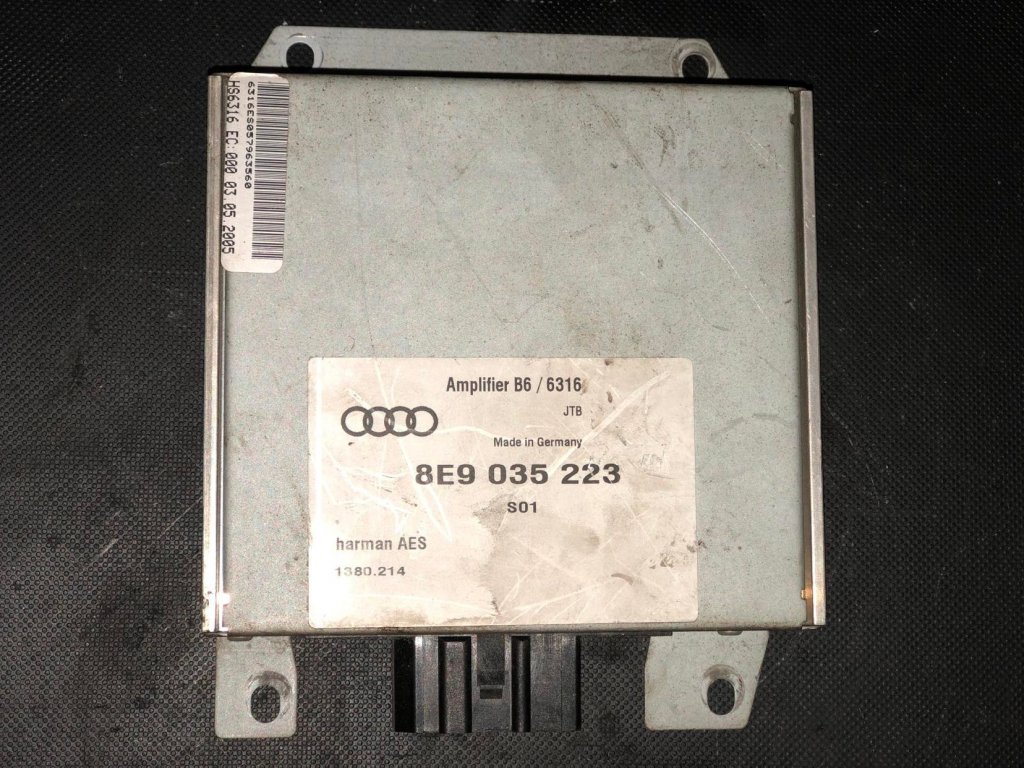 6316ES057963560
HS6316 EC:000 03.05.2005
Amplifier B6 / 6316
JTB
Made in Germany
8E9 035 223
S01
harman AES
1380.214